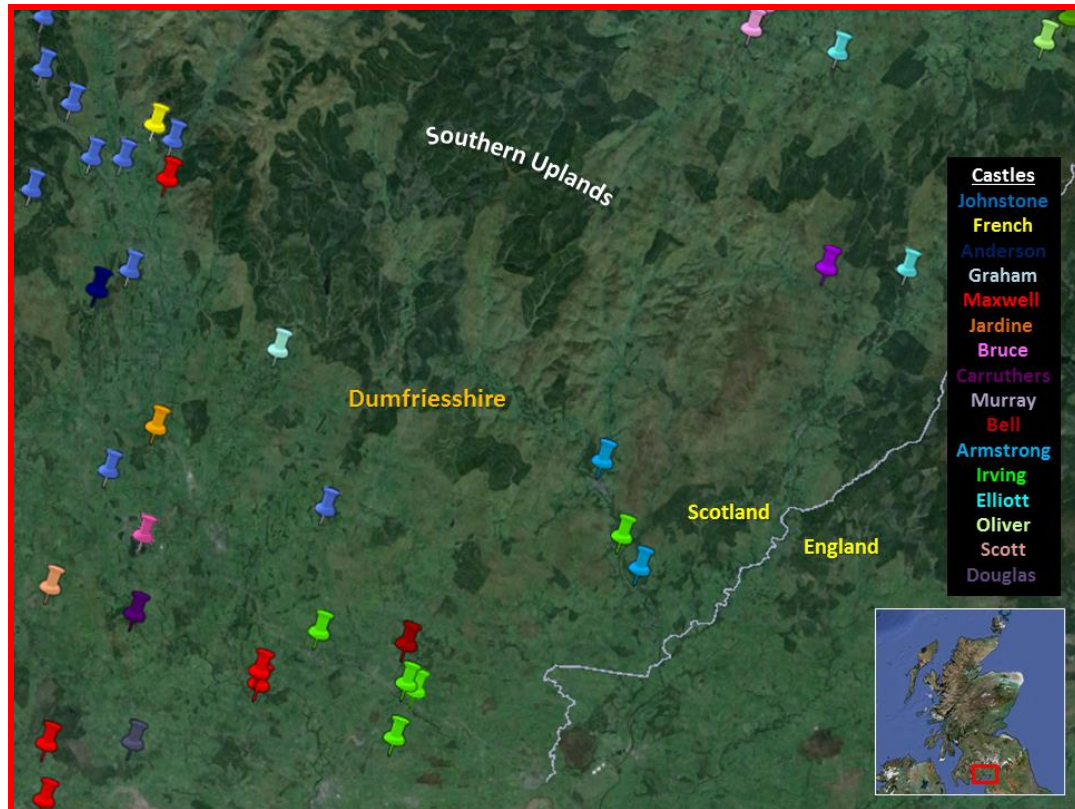 Southern Uplands
Dumfriesshire
Scotland
England
Castles
Johnstone
French
Anderson
Graham
Maxwell
Jardine
Bruce
Carruthers
Murray
Bell
Armstrong
Irving
Elliott
Oliver
Scott
Douglas